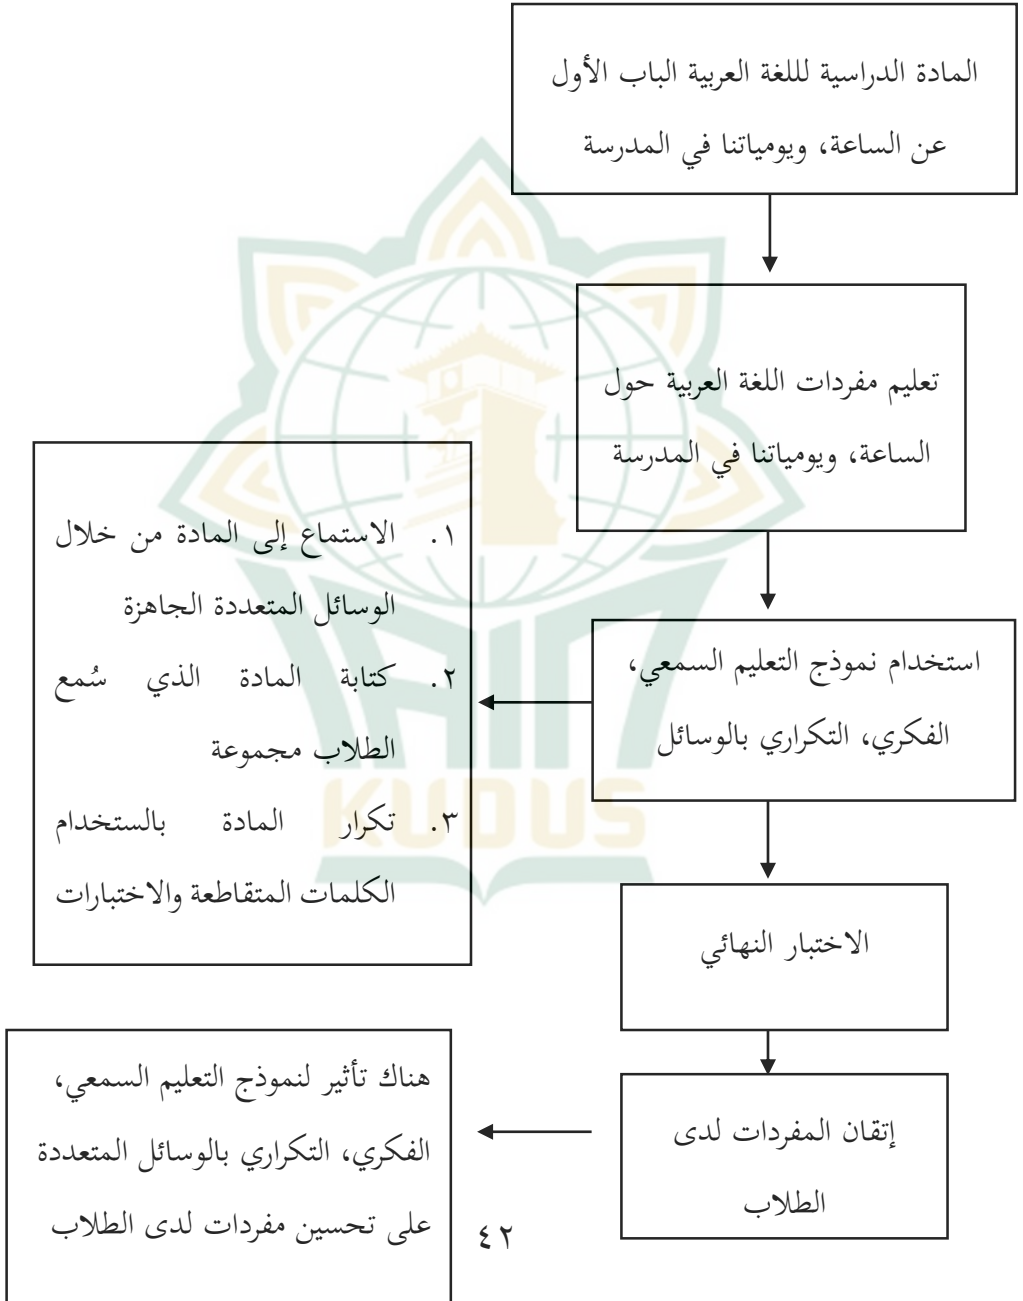 المادة الدراسية لللغة العربية الباب الأول
عن الساعة، ويومياتنا في المدرسة
تعليم مفردات اللغة العربية حول
الساعة، ويومياتنا في المدرسة
استخدام نموذج التعليم السمعي،
الفكري، التكراري بالوسائل
١. الاستماع إلى المادة من خلال
الوسائل المتعددة الجاهزة
٢. كتابة المادة الذي سُمع
الطلاب مجموعة
٣. تكرار المادة بالستخدام
الكلمات المتقاطعة والاختبارات
الاختبار النهائي
إتقان المفردات لدى
الطلاب
هناك تأثير لنموذج التعليم السمعي،
الفكري، التكراري بالوسائل المتعددة
على تحسين مفردات لدى الطلاب
٤٢
IAIN
KUDUS